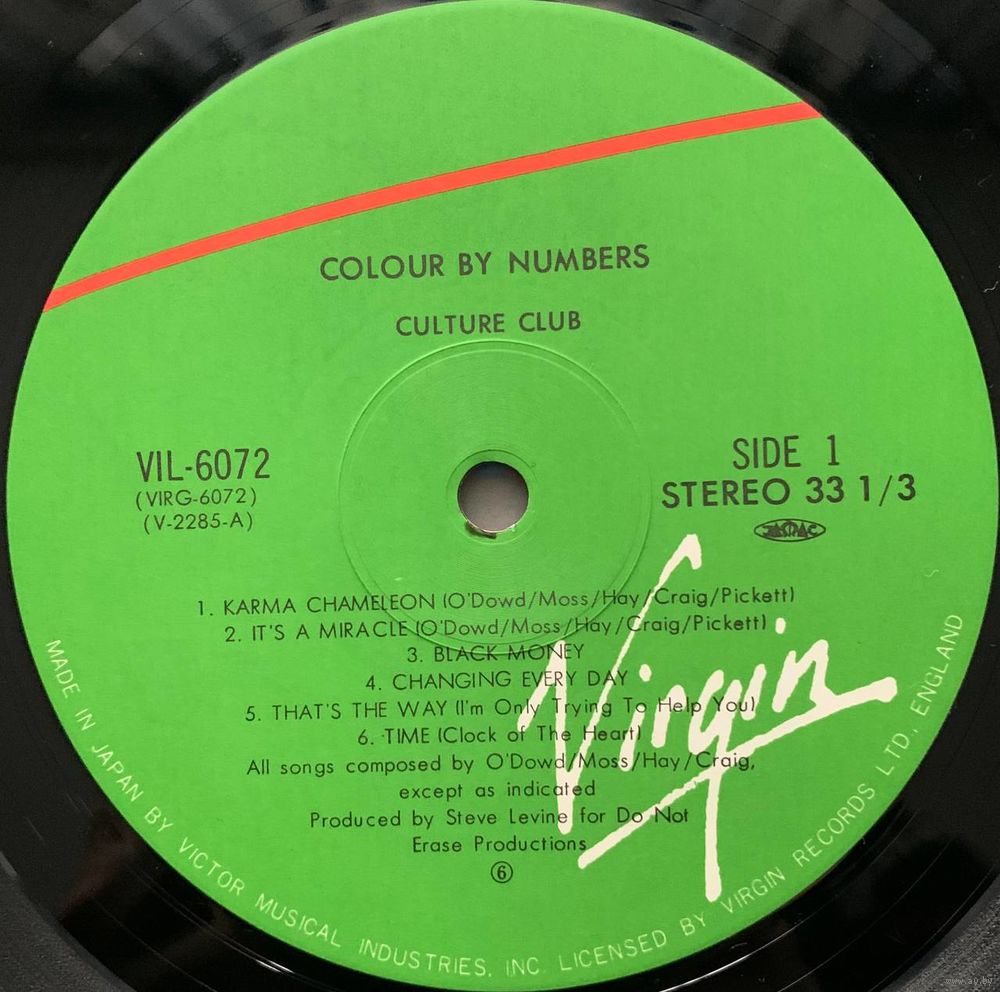 COLOUR BY NUMBERS
CULTURE CLUB
VIL-6072
(VIRG-6072)
(V-2285-A)
SIDE 1
STEREO 33 1/3
JASRAC
1. KARMA CHAMELEON (O'Dowd/Moss/Hay/Craig/Pickett)
2. IT'S A MIRACLE (O'Dowd/Moss/Hay/Craig/Pickett)
3. BLACK MONEY
4. CHANGING EVERY DAY
5. THAT'S THE WAY (I'm Only Trying To Help You)
6. TIME (Clock of The Heart)
All songs composed by O'Dowd/Moss/Hay/Craig,
except as indicated
Produced by Steve Levine for Do Not
Erase Productions
⑥
Virgin
MADE IN JAPAN BY VICTOR MUSICAL INDUSTRIES, INC. LICENSED BY VIRGIN RECORDS LTD., ENGLAND
www.ay.by